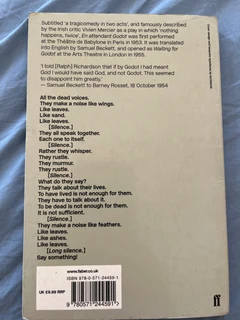 Subtitled 'a tragicomedy in two acts', and famously described
by the Irish critic Vivien Mercier as a play in which 'nothing
happens, twice', En attendant Godot was first performed
at the Théâtre de Babylone in Paris in 1953. It was translated
into English by Samuel Beckett, and opened as Waiting for
Godot at the Arts Theatre in London in 1955.
'I told [Ralph] Richardson that if by Godot I had meant
God I would have said God, and not Godot. This seemed
to disappoint him greatly.'
— Samuel Beckett to Barney Rosset, 18 October 1954
All the dead voices.
They make a noise like wings.
Like leaves.
Like sand.
Like leaves.
[Silence.]
They all speak together.
Each one to itself.
[Silence.]
Rather they whisper.
They rustle.
They murmur.
They rustle.
[Silence.]
What do they say?
They talk about their lives.
To have lived is not enough for them.
They have to talk about it.
To be dead is not enough for them.
It is not sufficient.
[Silence.]
They make a noise like feathers.
Like leaves.
Like ashes.
Like leaves.
[Long silence.]
Say something!
www.faber.co.uk
ISBN 978-0-571-24459-1
UK £9.99 RRP
9 780571 244591 >
ff